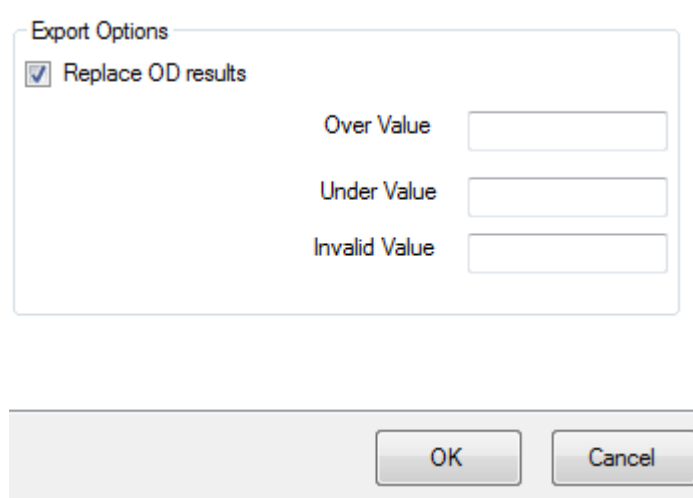 Export Options
Replace OD results
Over Value
Under Value
Invalid Value
OK Cancel